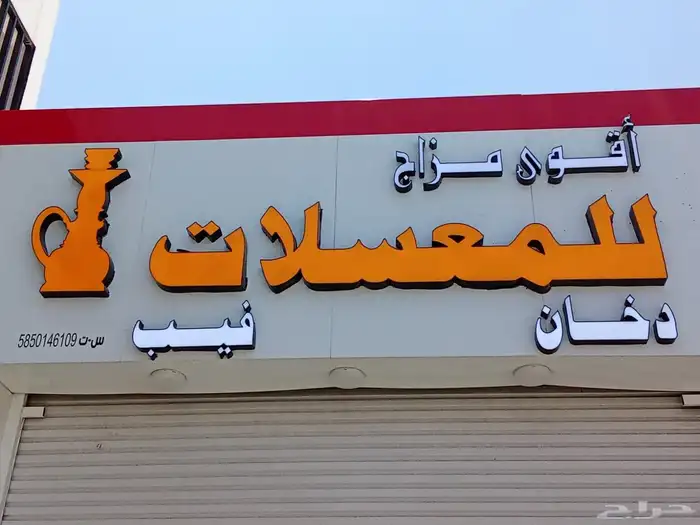 أقوى مزاج
للمعسلات
دخان فيب
س.ت 5850146109
حراج